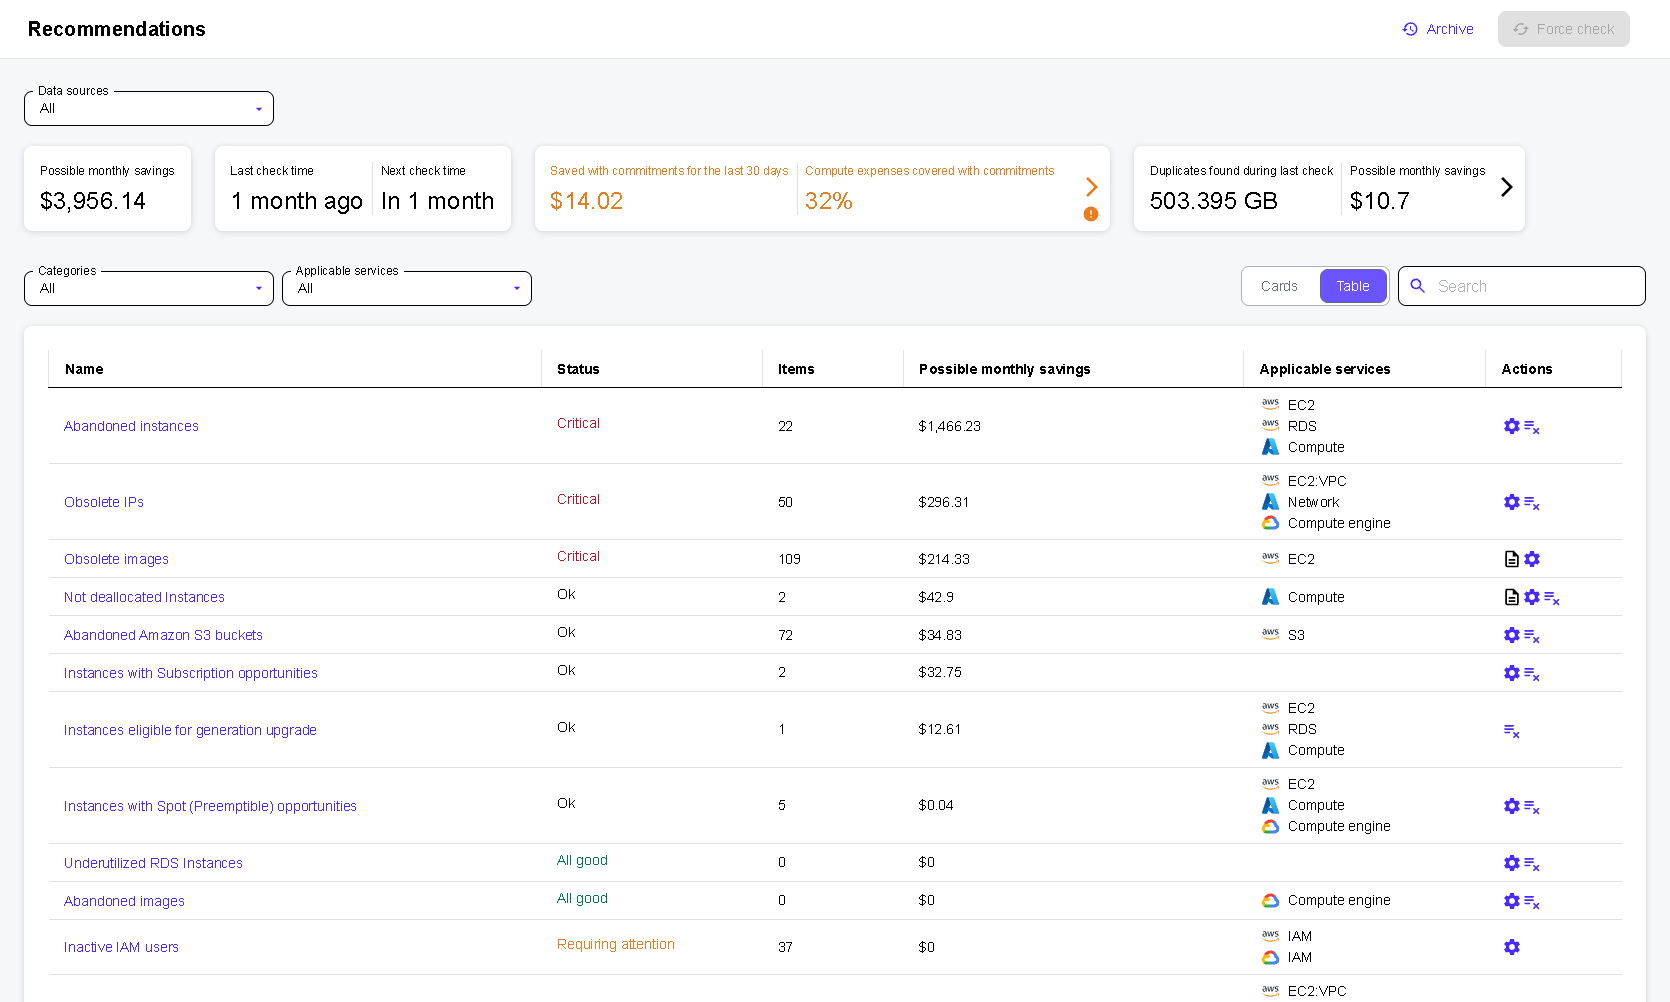 Recommendations
Archive
Force check
Data sources
All
Possible monthly savings
$3,956.14
Last check time
1 month ago
Next check time
In 1 month
Saved with commitments for the last 30 days
$14.02
Compute expenses covered with commitments
32%
Duplicates found during last check
503.395 GB
Possible monthly savings
$10.7
Categories
All
Applicable services
All
Cards
Table
Search
Name Status Items Possible monthly savings Applicable services Actions
Abandoned instances Critical 22 $1,466.23
aws EC2
aws RDS
Compute
Obsolete IPs Critical 50 $296.31
aws EC2:VPC
Network
Compute engine
Obsolete images Critical 109 $214.33 aws EC2
Not deallocated Instances Ok 2 $42.9 Compute
Abandoned Amazon S3 buckets Ok 72 $34.83 aws S3
Instances with Subscription opportunities Ok 2 $32.75
Instances eligible for generation upgrade Ok 1 $12.61
aws EC2
aws RDS
Compute
Instances with Spot (Preemptible) opportunities Ok 5 $0.04
aws EC2
Compute
Compute engine
Underutilized RDS Instances All good 0 $0
Abandoned images All good 0 $0 Compute engine
Inactive IAM users Requiring attention 37 $0
aws IAM
IAM
aws EC2:VPC